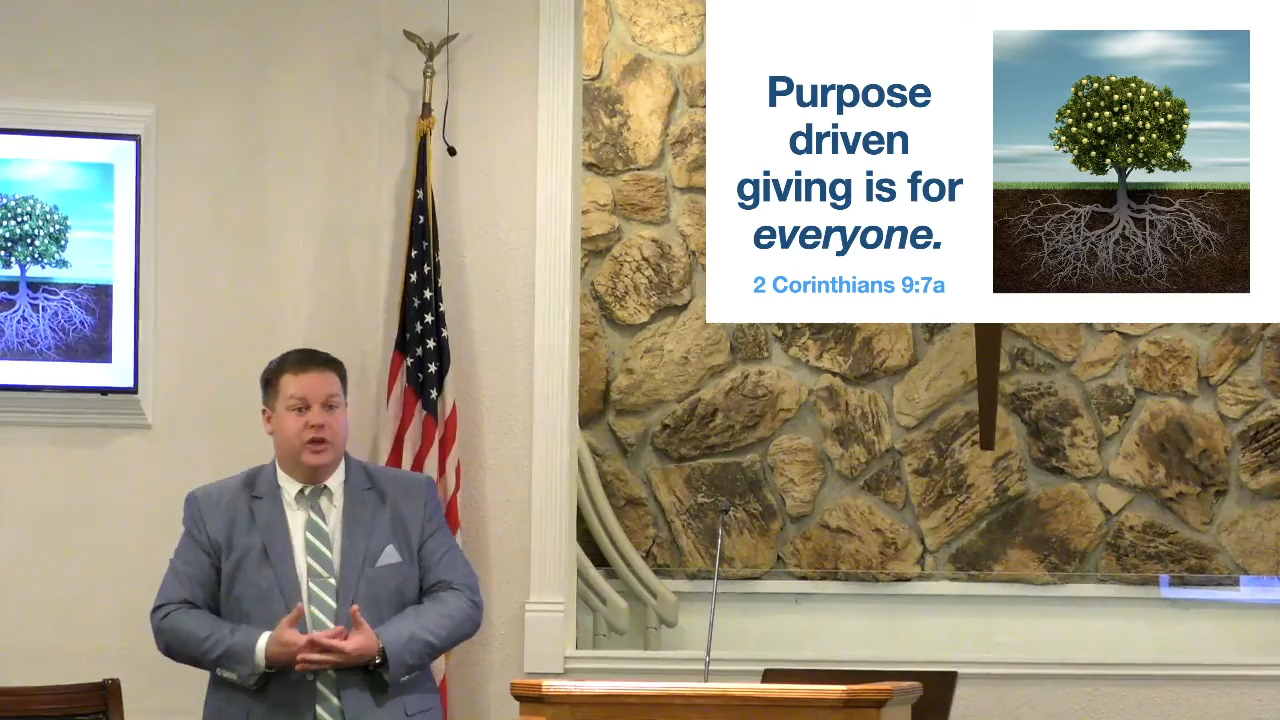 Purpose
driven
giving is for
everyone.
2 Corinthians 9:7a